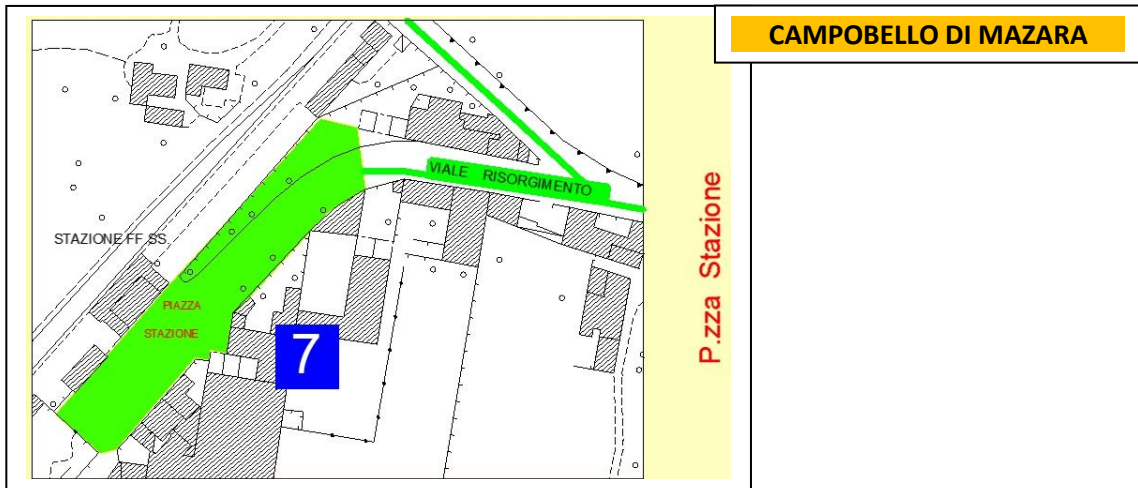 CAMPOBELLO DI MAZARA
VIALE RISORGIMENTO
STAZIONE FF.SS.
PIAZZA
STAZIONE
7
P.zza Stazione